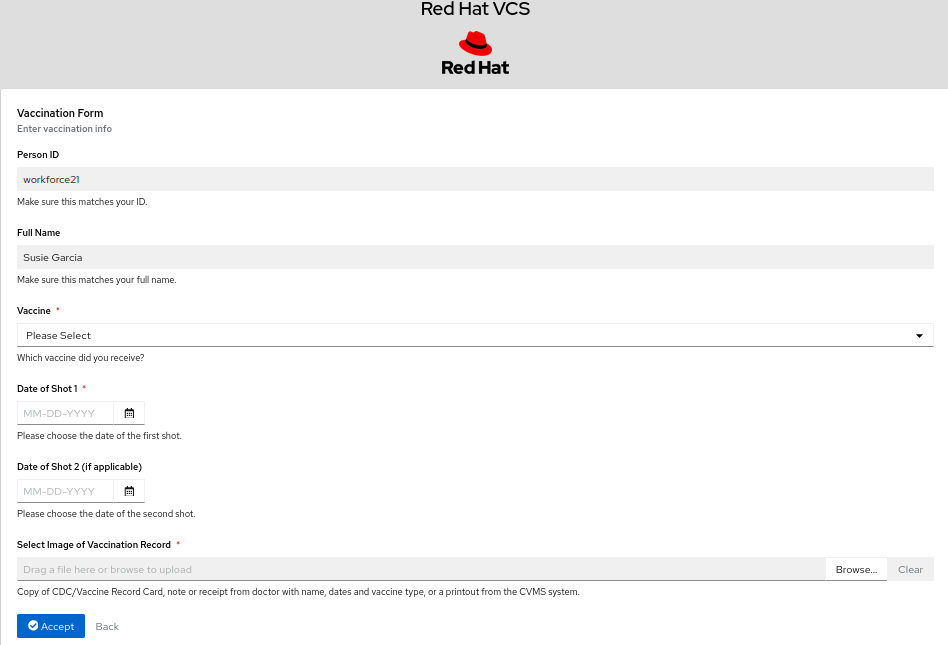 Red Hat VCS
Red Hat
Vaccination Form
Enter vaccination info
Person ID
workforce21
Make sure this matches your ID.
Full Name
Susie Garcia
Make sure this matches your full name.
Vaccine *
Please Select
Which vaccine did you receive?
Date of Shot 1 *
MM-DD-YYYY
Please choose the date of the first shot.
Date of Shot 2 (if applicable)
MM-DD-YYYY
Please choose the date of the second shot.
Select Image of Vaccination Record *
Drag a file here or browse to upload Browse... Clear
Copy of CDC/Vaccine Record Card, note or receipt from doctor with name, dates and vaccine type, or a printout from the CVMS system.
Accept Back